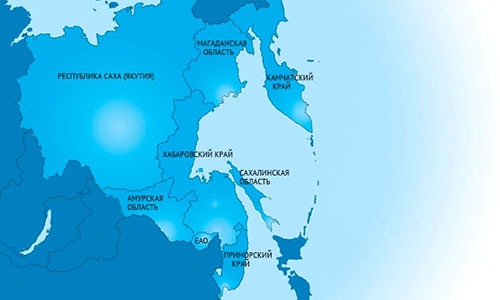 МАГАДАНСКАЯ
ОБЛАСТЬ
РЕСПУБЛИКА САХА (ЯКУТИЯ)
КАМЧАТСКИЙ
КРАЙ
ХАБАРОВСКИЙ КРАЙ
САХАЛИНСКАЯ
ОБЛАСТЬ
АМУРСКАЯ
ОБЛАСТЬ
ЕАО
ПРИМОРСКИЙ
КРАЙ